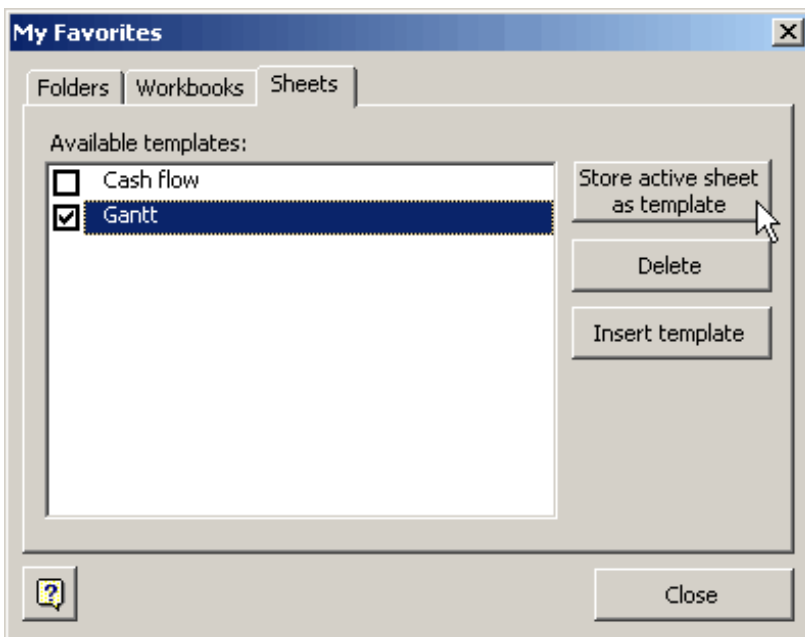 My Favorites
Folders
Workbooks
Sheets
Available templates:
Cash flow
Gantt
Store active sheet
as template
Delete
Insert template
?
Close